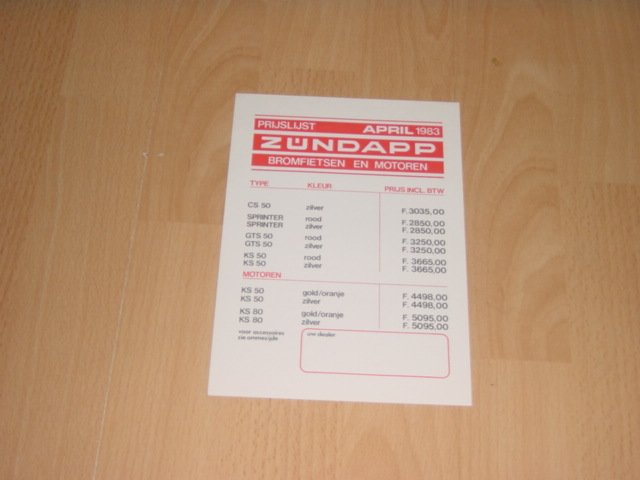 PRIJSLIJST APRIL 1983
ZÜNDAPP
BROMFIETSEN EN MOTOREN
TYPE KLEUR PRIJS INCL. BTW
CS 50 zilver F. 3035,00
SPRINTER rood F. 2850,00
SPRINTER zilver F. 2850,00
GTS 50 rood F. 3250,00
GTS 50 zilver F. 3250,00
KS 50 rood F. 3665,00
KS 50 zilver F. 3665,00
MOTOREN
KS 50 gold/oranje F. 4498,00
KS 50 zilver F. 4498,00
KS 80 gold/oranje F. 5095,00
KS 80 zilver F. 5095,00
voor accessoires uw dealer:
zie ommezijde